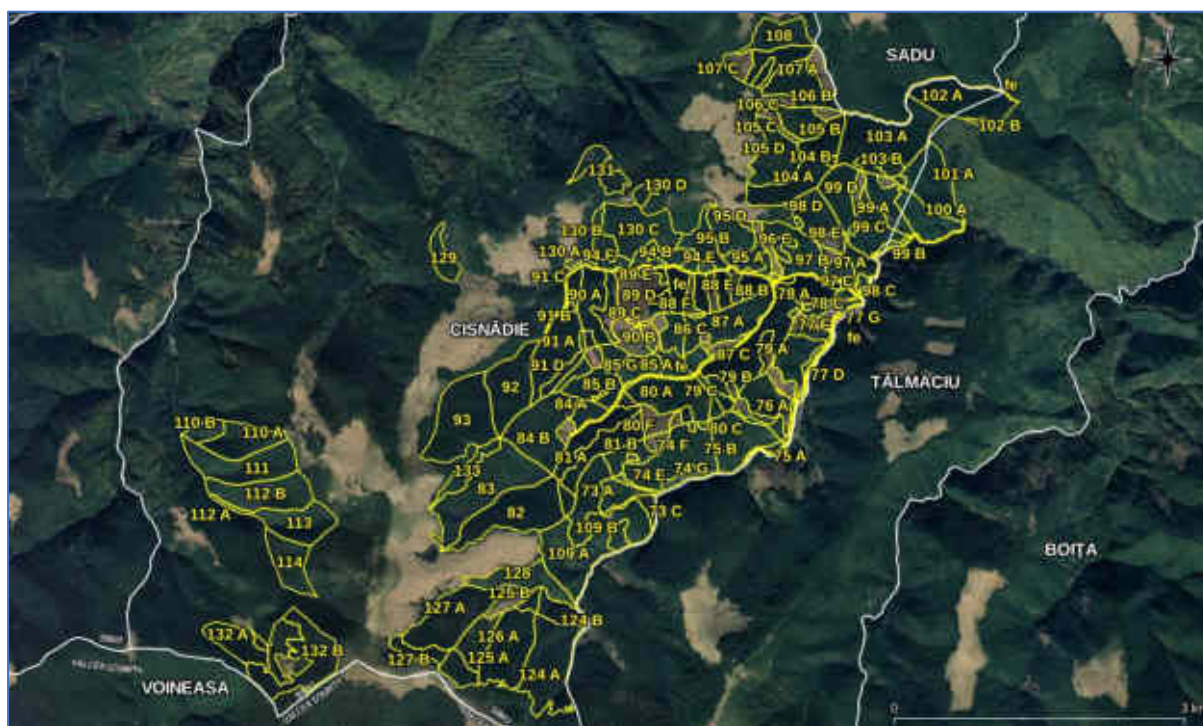 108
SADU
107 C
107 A
fe
102 A
106 B
106 C
102 B
105 C
105 B
103 A
105 D
104 B
103 B
131
101 A
104 A
130 D
99 D
98 D
99 A
100 A
95 D
130 B
130 C
98 E
99 C
95 B
96 E
130 A
94 B
94 E
95 A
97 B
97 A
99 B
129
91 C
89 E
fe
88 E
88 B
78 A
98 C
90 A
89 D
78 C
77 G
91 B
89 C
87 A
CISNĂDIE
90 B
86 C
fe
91 A
79 A
87 C
91 D
85 G
85 A
fe
77 D
79 B
TĂLMACIU
92
85 B
80 A
79 C
84 A
76 A
93
110 B
80 F
80 C
110 A
84 B
81 B
74 F
75 B
75 A
81 A
111
133
74 E
74 G
83
73 A
112 B
82
73 C
112 A
113
109 B
BOIȚA
109 A
114
128
125 B
127 A
124 B
132 A
126 A
132 B
127 B
125 A
124 A
VOINEASA
0